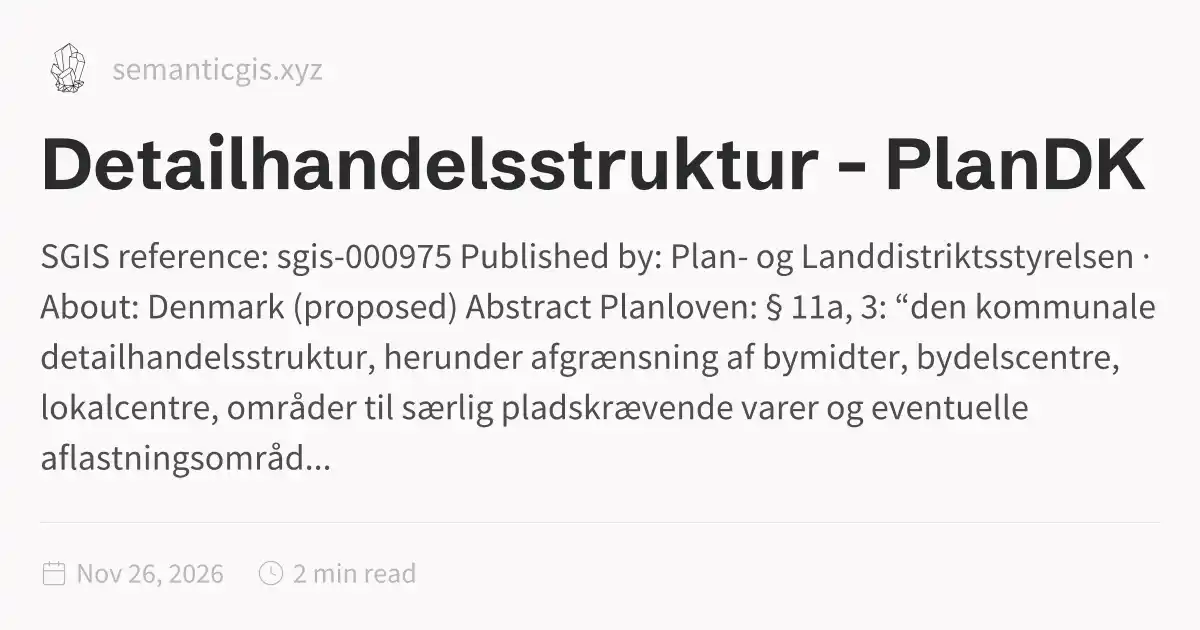 semanticgis.xyz
Detailhandelsstruktur - PlanDK
SGIS reference: sgis-000975 Published by: Plan- og Landdistriktsstyrelsen ·
About: Denmark (proposed) Abstract Planloven: § 11a, 3: “den kommunale
detailhandelsstruktur, herunder afgrænsning af bymidter, bydelscentre,
lokalcentre, områder til særlig pladskrævende varer og eventuelle
aflastningsområd...
Nov 26, 2026 2 min read